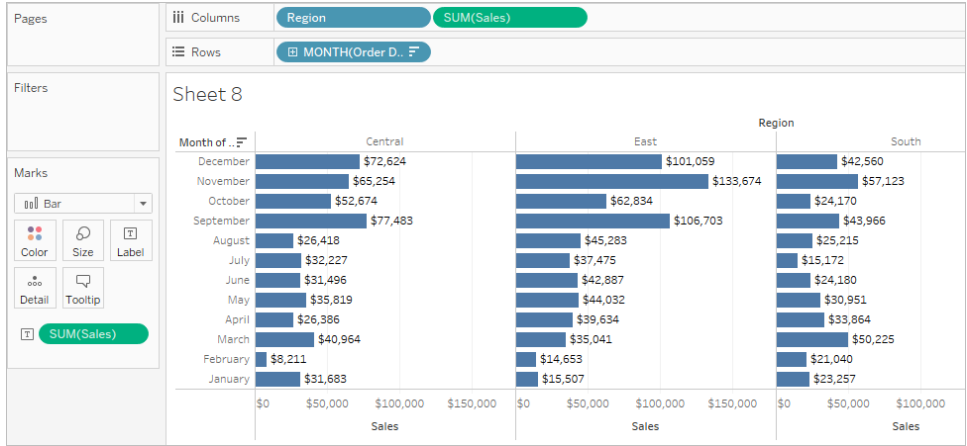 Pages
iii Columns
Region
SUM(Sales)
Rows
MONTH(Order D..
Filters
Sheet 8
Region
Month of ..
Central
East
South
December $72,624 $101,059 $42,560
November $65,254 $133,674 $57,123
October $52,674 $62,834 $24,170
September $77,483 $106,703 $43,966
August $26,418 $45,283 $25,215
July $32,227 $37,475 $15,172
June $31,496 $42,887 $24,180
May $35,819 $44,032 $30,951
April $26,386 $39,634 $33,864
March $40,964 $35,041 $50,225
February $8,211 $14,653 $21,040
January $31,683 $15,507 $23,257
$0 $50,000 $100,000 $150,000 $0 $50,000 $100,000 $150,000 $0 $50,000 $100,000
Sales Sales Sales
Marks
Bar
Color Size T Label
Detail Tooltip
T SUM(Sales)